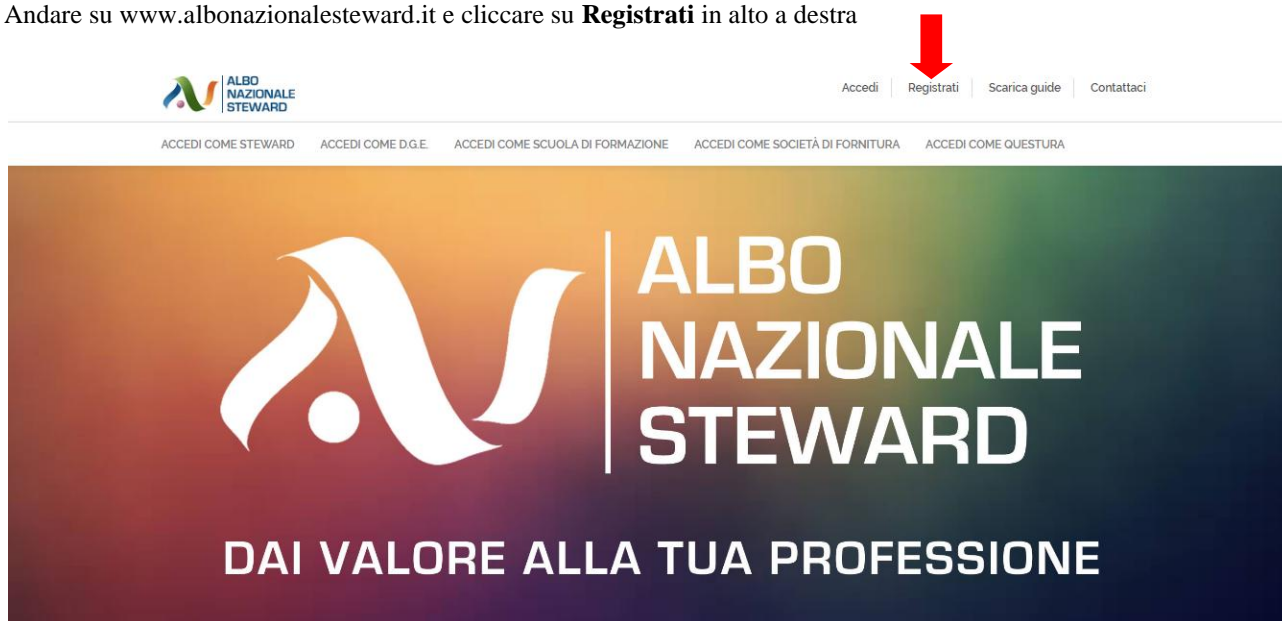 Andare su www.albonazionalesteward.it e cliccare su Registrati in alto a destra
ALBO
NAZIONALE
STEWARD
Accedi
Registrati
Scarica guide
Contattaci
ACCEDI COME STEWARD
ACCEDI COME D.G.E.
ACCEDI COME SCUOLA DI FORMAZIONE
ACCEDI COME SOCIETÀ DI FORNITURA
ACCEDI COME QUESTURA
ALBO
NAZIONALE
STEWARD
DAI VALORE ALLA TUA PROFESSIONE